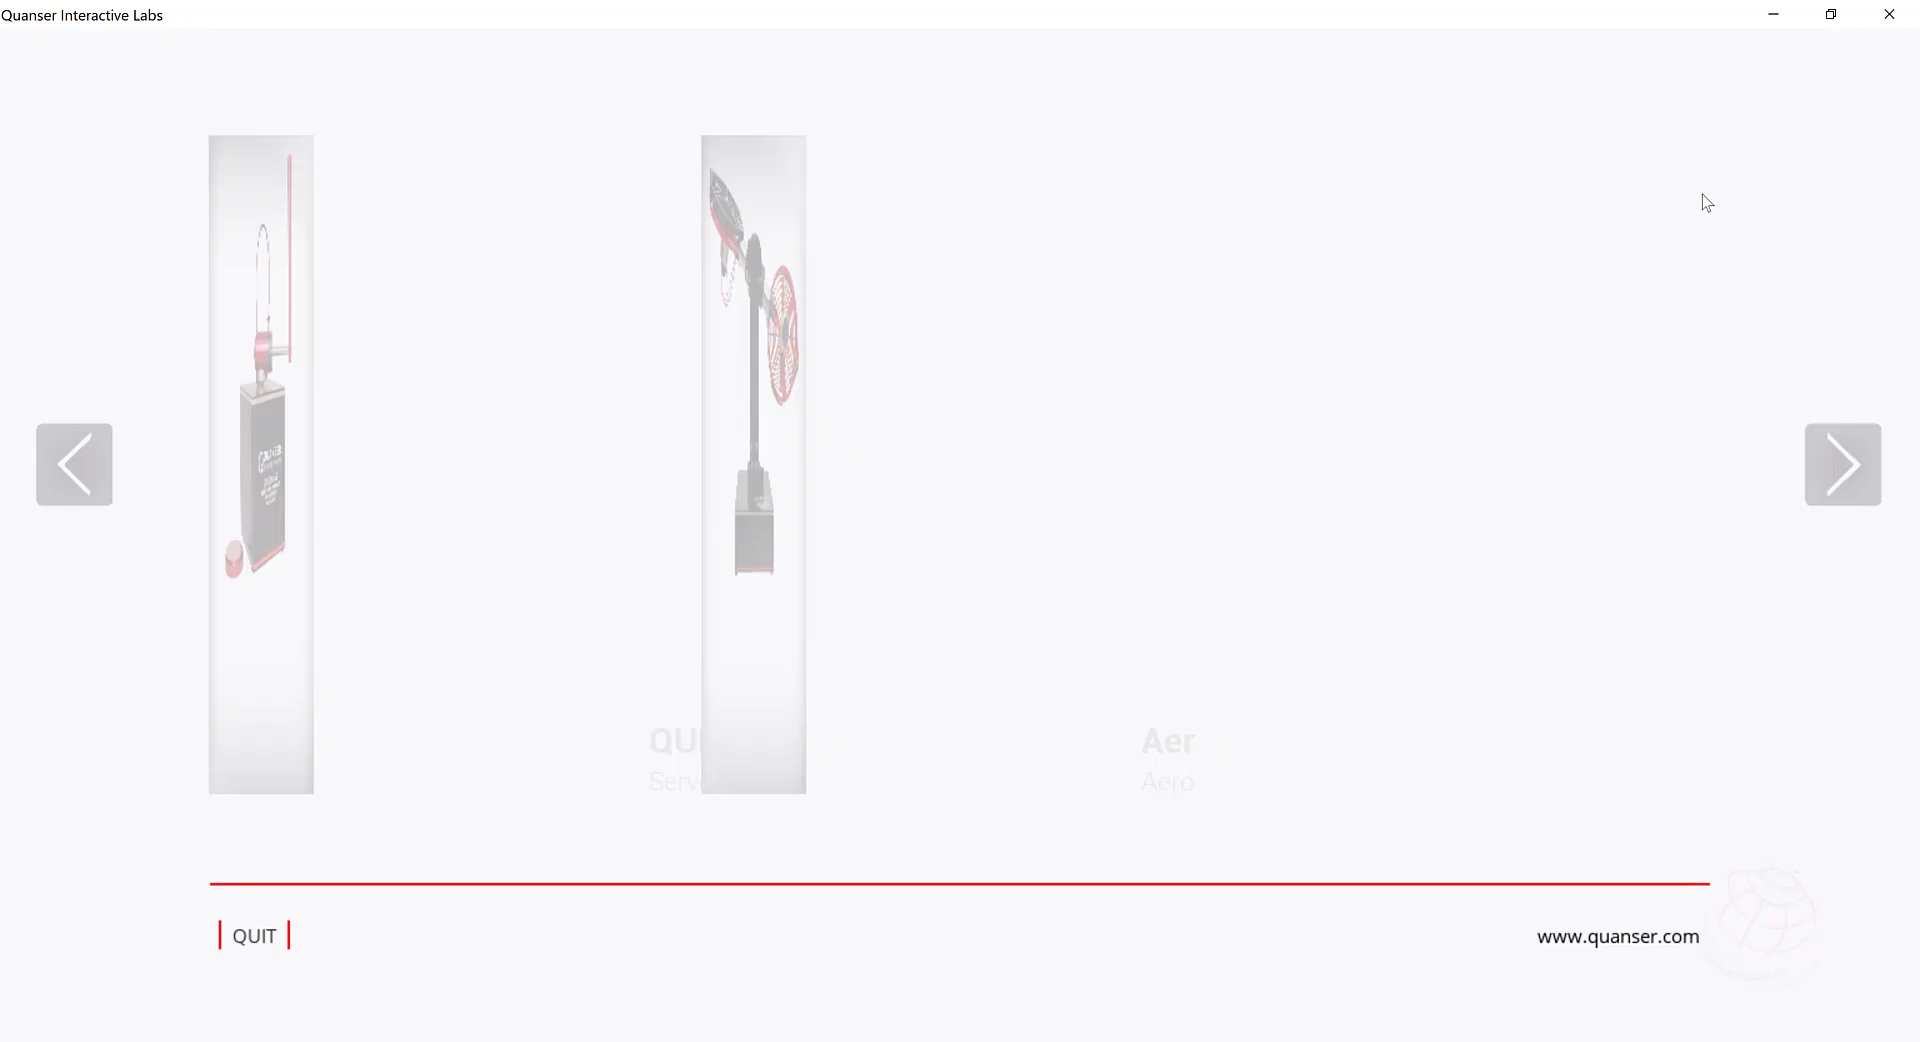 Quanser Interactive Labs
QU
Serv
Aer
Aero
QUIT
www.quanser.com